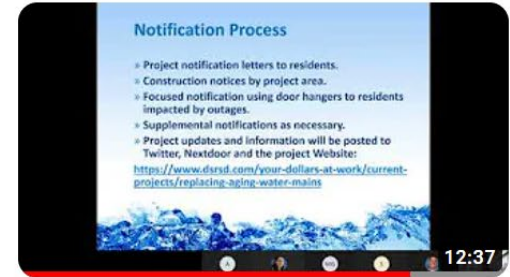 Notification Process
» Project notification letters to residents.
» Construction notices by project area.
» Focused notification using door hangers to residents
impacted by outages.
» Supplemental notifications as necessary.
» Project updates and information will be posted to
Twitter, Nextdoor and the project Website:
https://www.dsrsd.com/your-dollars-at-work/current-
projects/replacing-aging-water-mains
A
MG
S
12:37